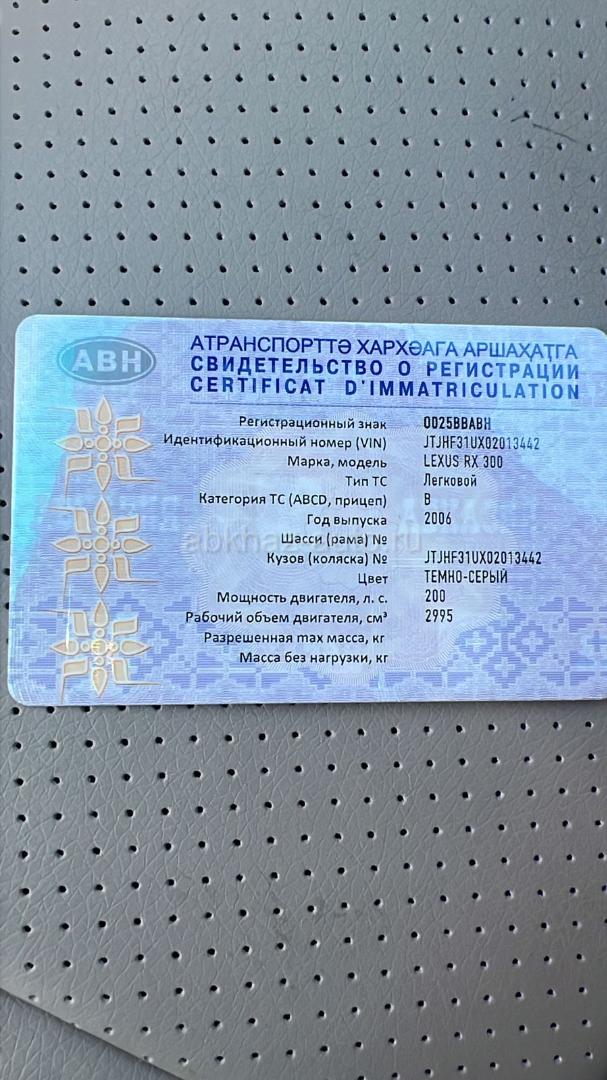 АВН
АТРАНСПОРТТӘ ХАРХӘАГА АРШАҲАҬГА
СВИДЕТЕЛЬСТВО О РЕГИСТРАЦИИ
CERTIFICAT D'IMMATRICULATION
Регистрационный знак 0025BBABH
Идентификационный номер (VIN) JTJHF31UX02013442
Марка, модель LEXUS RX 300
Тип ТС Легковой
Категория ТС (ABCD, прицеп) B
Год выпуска 2006
Шасси (рама) №
Кузов (коляска) № JTJHF31UX02013442
Цвет ТЕМНО-СЕРЫЙ
Мощность двигателя, л. с. 200
Рабочий объем двигателя, см³ 2995
Разрешенная max масса, кг
Масса без нагрузки, кг